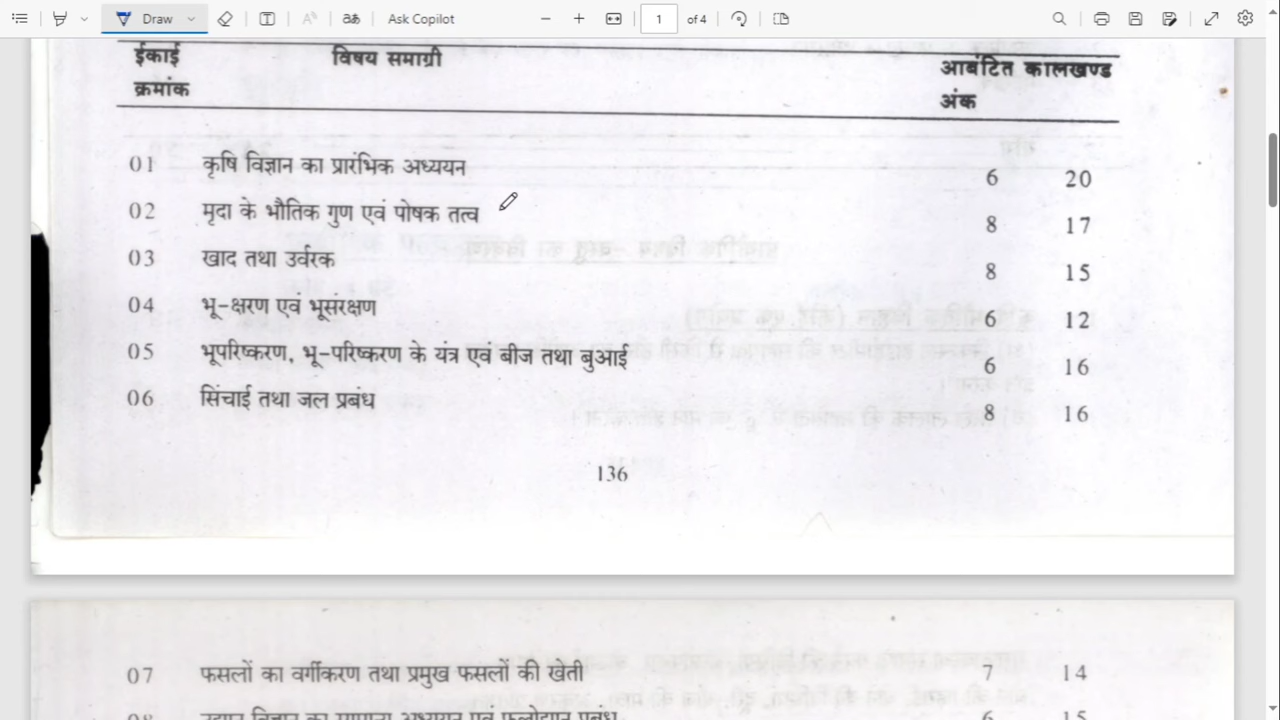 Draw
Ask Copilot
1 of 4
ईकाई विषय समाग्री आबंटित कालखण्ड
क्रमांक अंक
01 कृषि विज्ञान का प्रारंभिक अध्ययन 6 20
02 मृदा के भौतिक गुण एवं पोषक तत्व 8 17
03 खाद तथा उर्वरक 8 15
04 भू-क्षरण एवं भूसंरक्षण 6 12
05 भूपरिष्करण, भू-परिष्करण के यंत्र एवं बीज तथा बुआई 6 16
06 सिंचाई तथा जल प्रबंध 8 16
136
07 फसलों का वर्गीकरण तथा प्रमुख फसलों की खेती 7 14